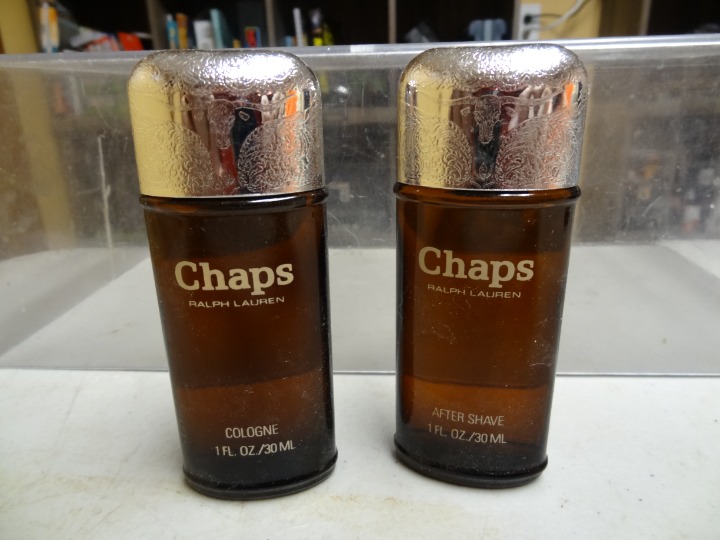 Chaps
RALPH LAUREN
COLOGNE
1 FL. OZ./30 ML
Chaps
RALPH LAUREN
AFTER SHAVE
1 FL. OZ./30 ML